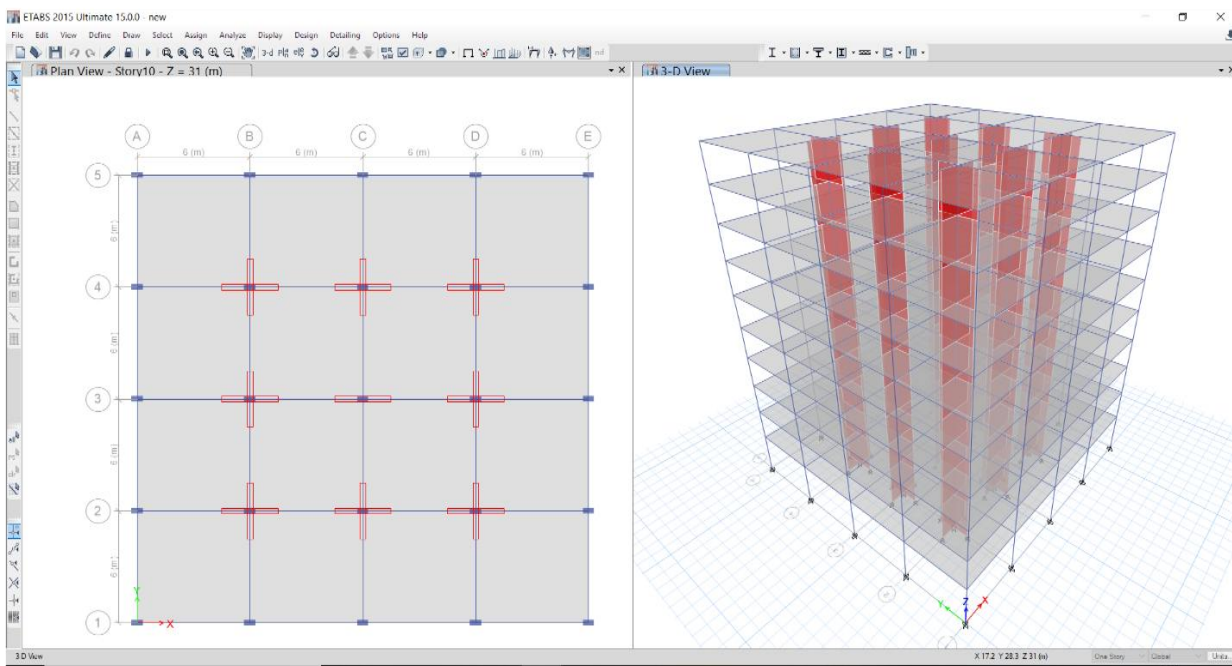 ETABS 2015 Ultimate 15.0.0 - new
File Edit View Define Draw Select Assign Analyze Display Design Detailing Options Help
3-d
Plan View - Story10 - Z = 31 (m)
3-D View
A B C D E
6 (m) 6 (m) 6 (m) 6 (m)
5
6 (m)
4
6 (m)
3
6 (m)
2
6 (m)
1
Y
X
Z
Y X
3D View
X 17.2 Y 28.3 Z 31 (m)
One Story
Global
Units